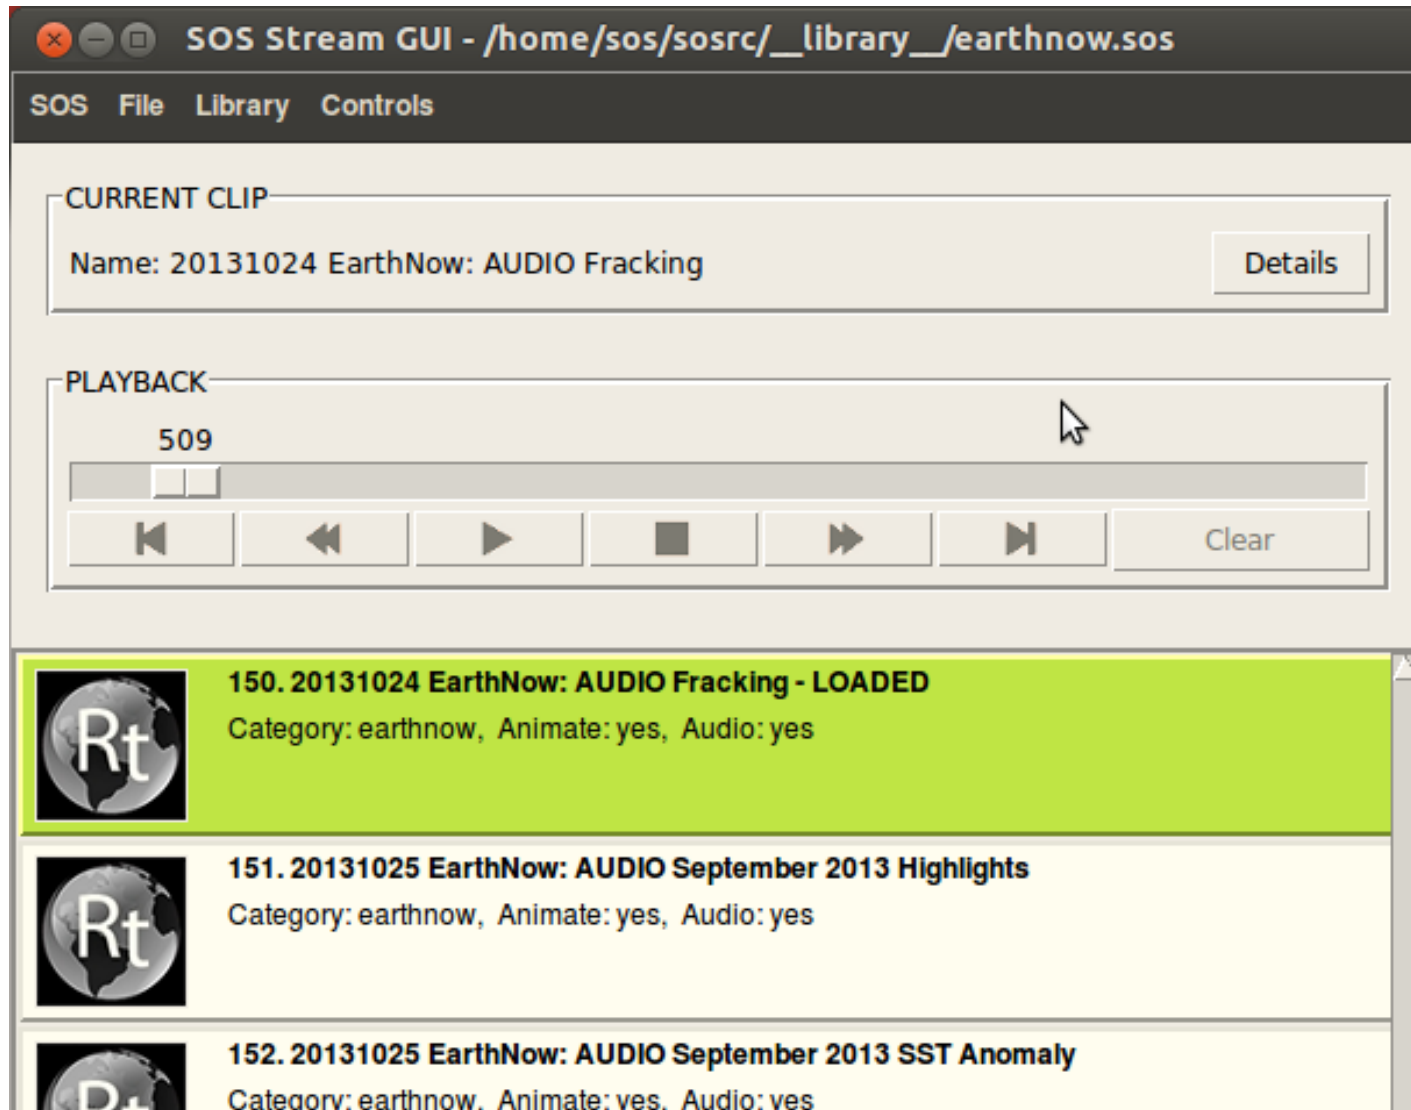 SOS Stream GUI - /home/sos/sosrc/__library__/earthnow.sos
SOS File Library Controls
CURRENT CLIP
Name: 20131024 EarthNow: AUDIO Fracking Details
PLAYBACK
509
Clear
150. 20131024 EarthNow: AUDIO Fracking - LOADED
Rt
Category: earthnow, Animate: yes, Audio: yes
151. 20131025 EarthNow: AUDIO September 2013 Highlights
Rt
Category: earthnow, Animate: yes, Audio: yes
152. 20131025 EarthNow: AUDIO September 2013 SST Anomaly
Rt
Category: earthnow, Animate: yes, Audio: yes